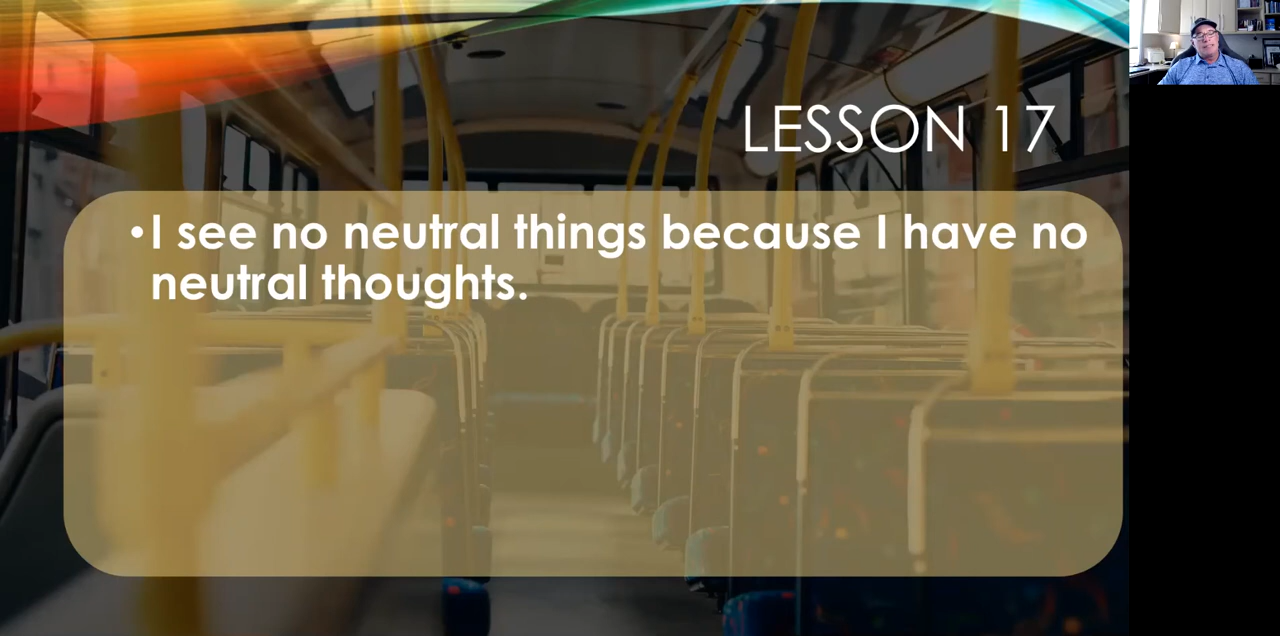 LESSON 17
•I see no neutral things because I have no
neutral thoughts.